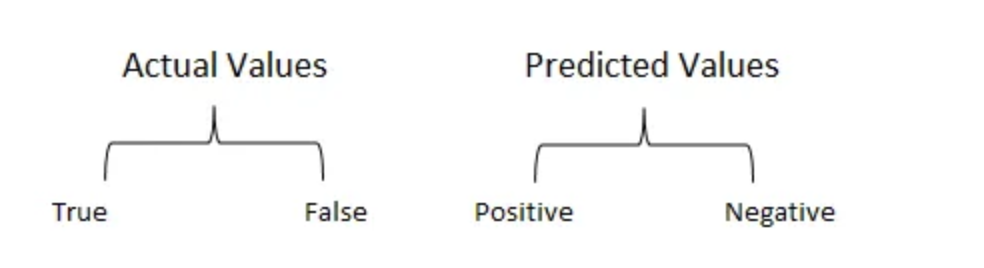 Actual Values
Predicted Values
True
False
Positive
Negative